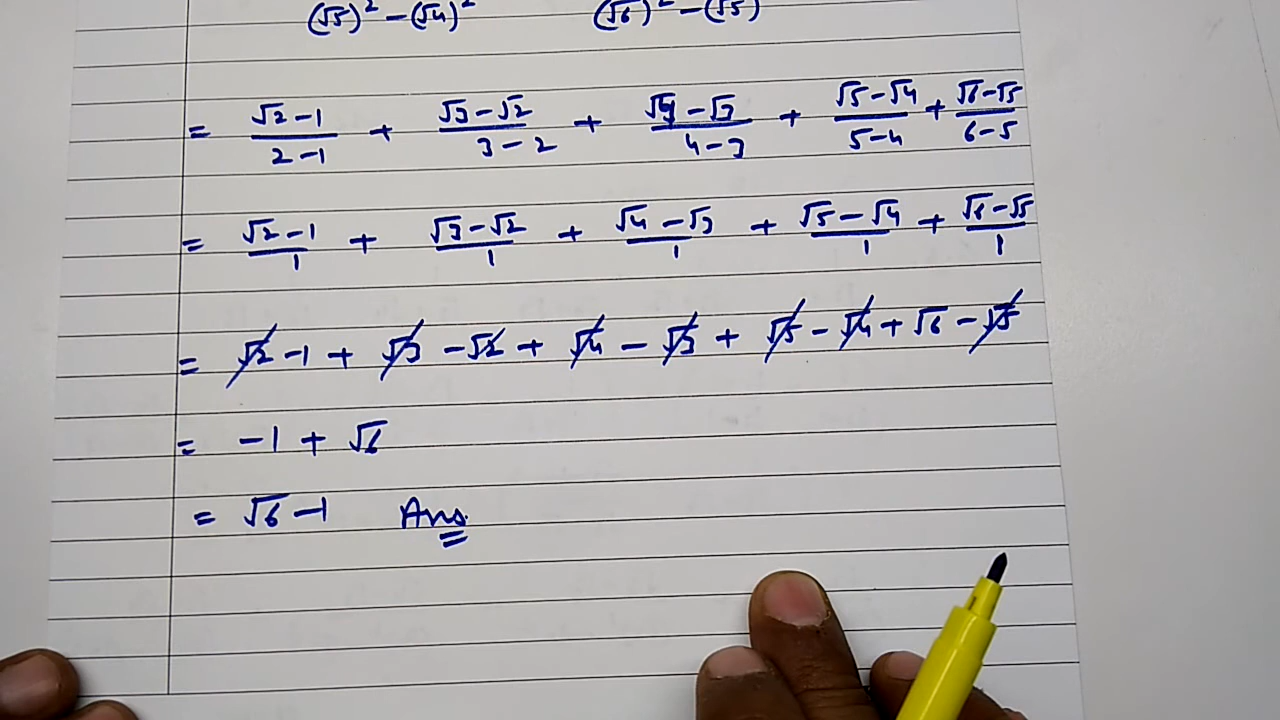 (√5)² – (√4)² (√6)² – (√5)
= √2 – 1 / 2 – 1 + √3 – √2 / 3 – 2 + √4 – √3 / 4 – 3 + √5 – √4 / 5 – 4 + √6 – √5 / 6 – 5
= √2 – 1 / 1 + √3 – √2 / 1 + √4 – √3 / 1 + √5 – √4 / 1 + √6 – √5 / 1
= √2 – 1 + √3 – √2 + √4 – √3 + √5 – √4 + √6 – √5
= –1 + √6
= √6 – 1 Ans